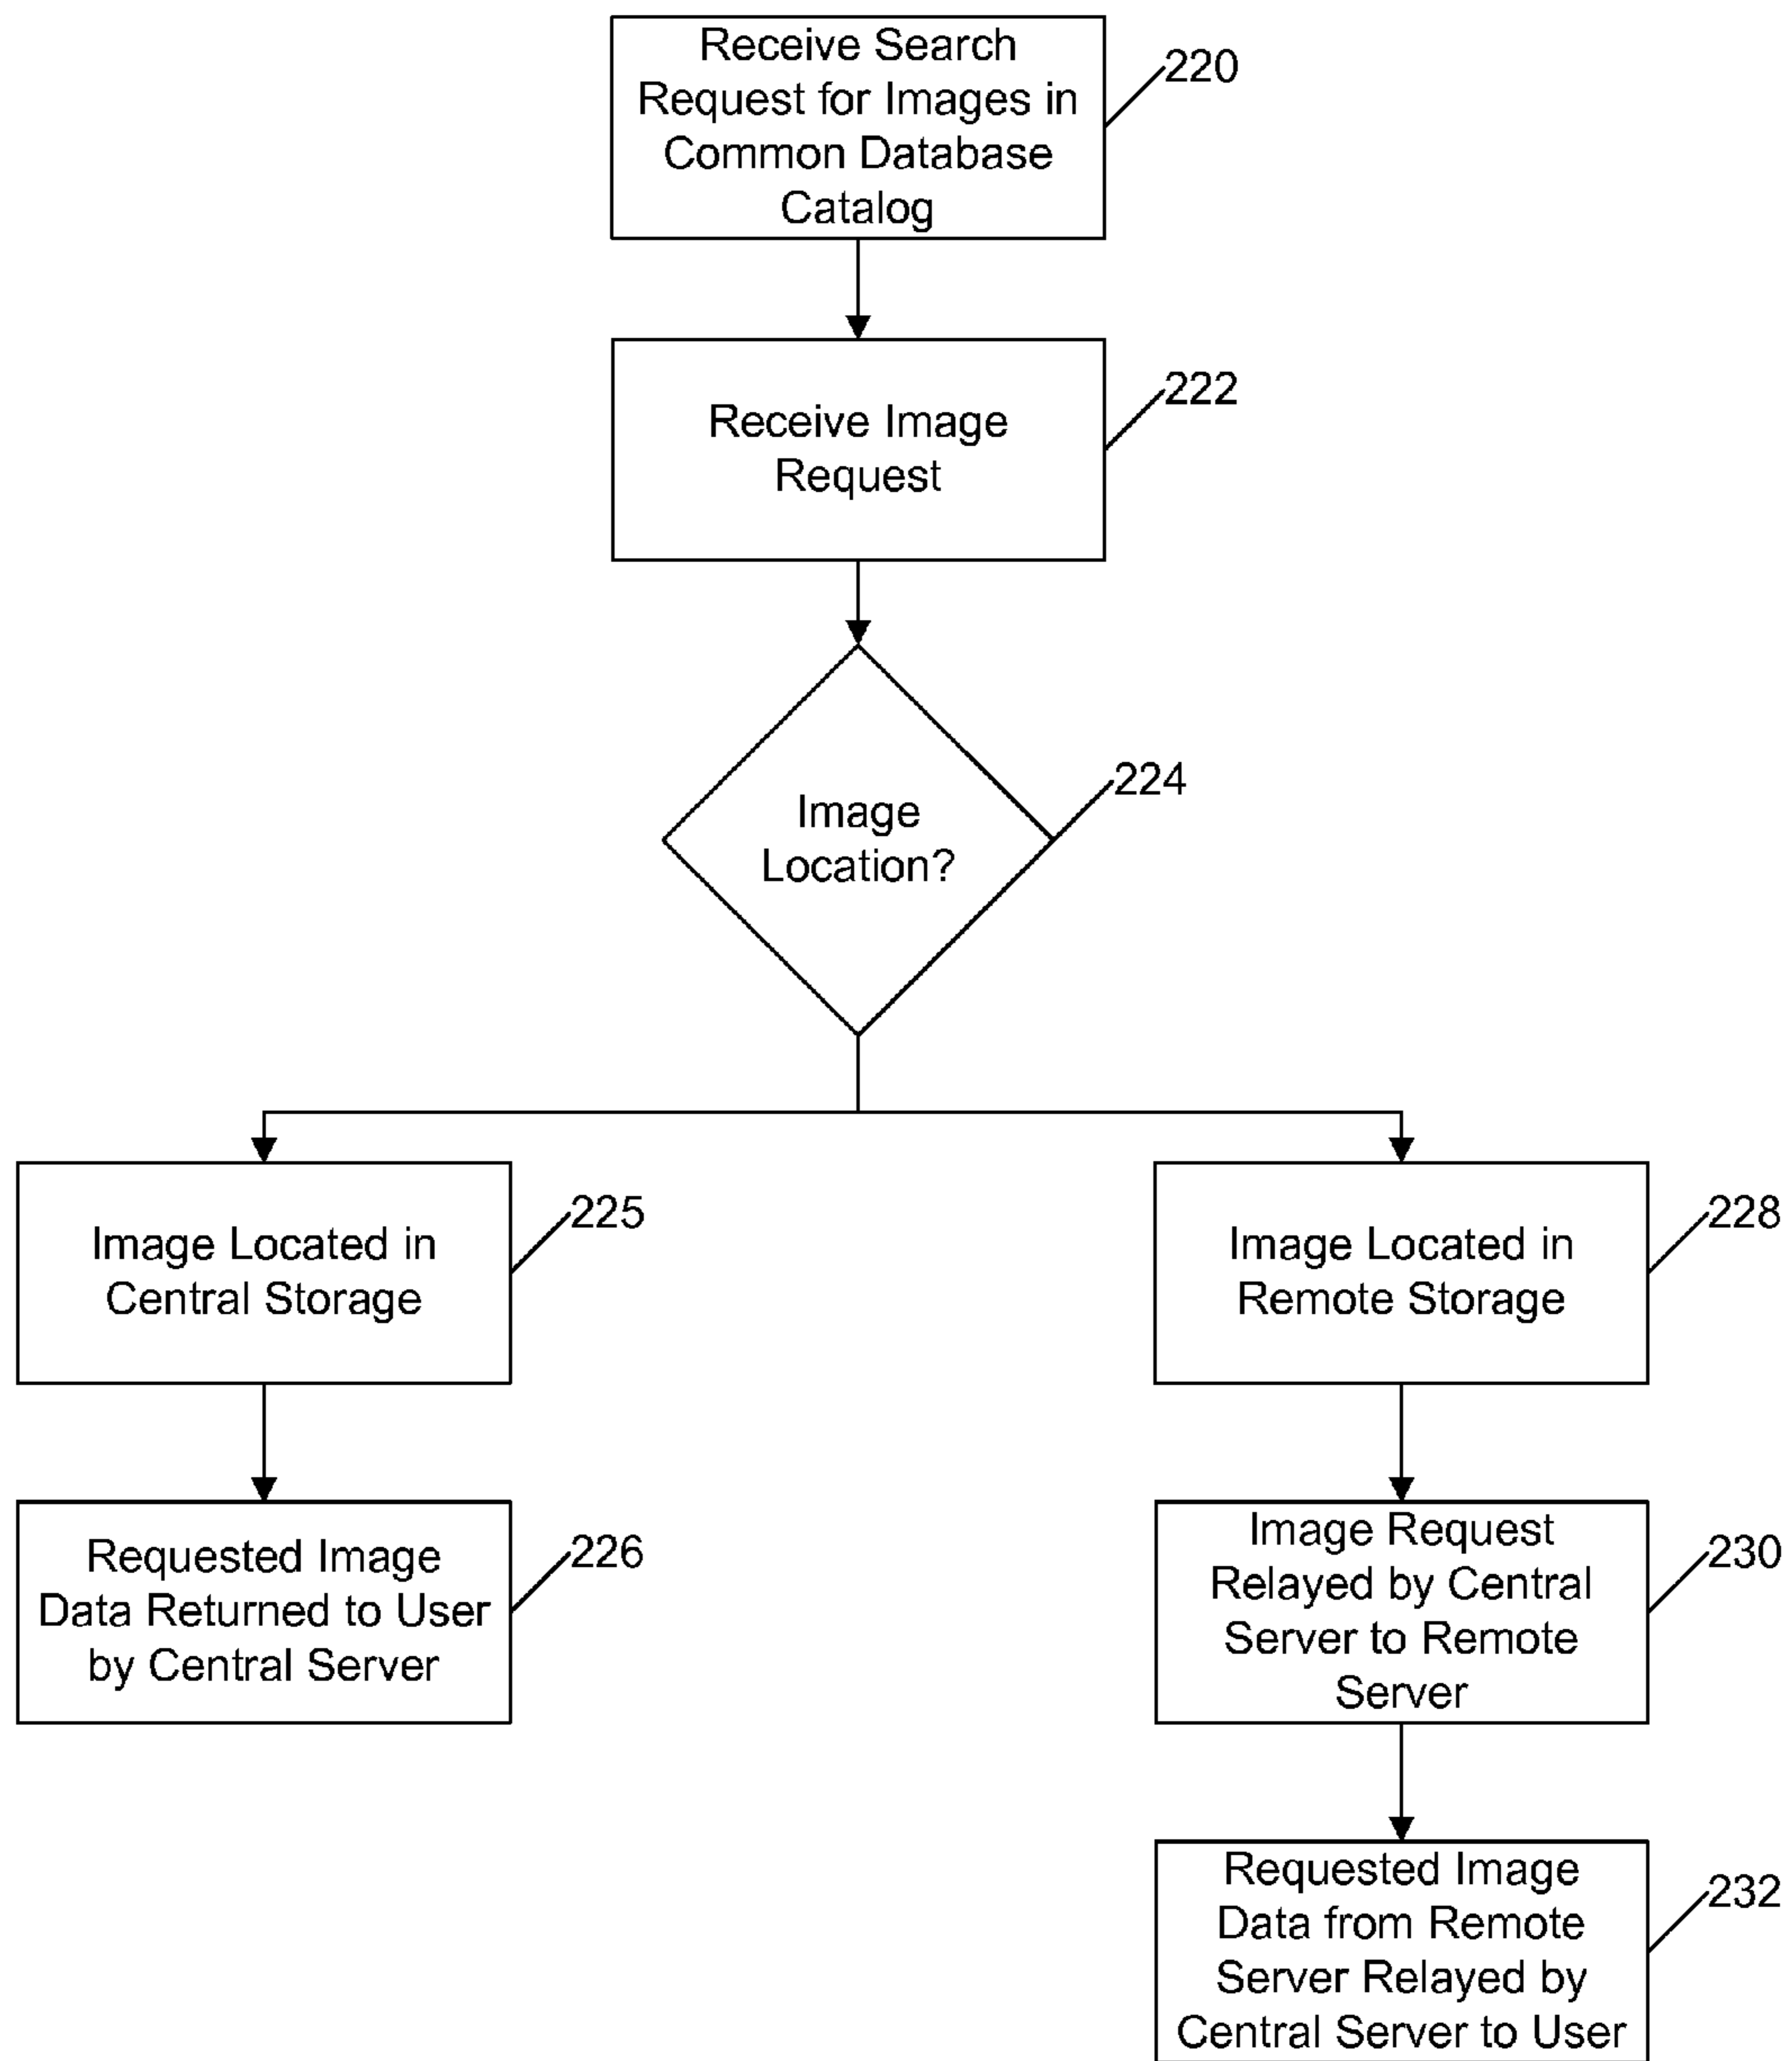 Receive Search
Request for Images in
Common Database
Catalog
220
Receive Image
Request
222
Image
Location?
224
Image Located in
Central Storage
225
Image Located in
Remote Storage
228
Requested Image
Data Returned to User
by Central Server
226
Image Request
Relayed by Central
Server to Remote
Server
230
Requested Image
Data from Remote
Server Relayed by
Central Server to User
232